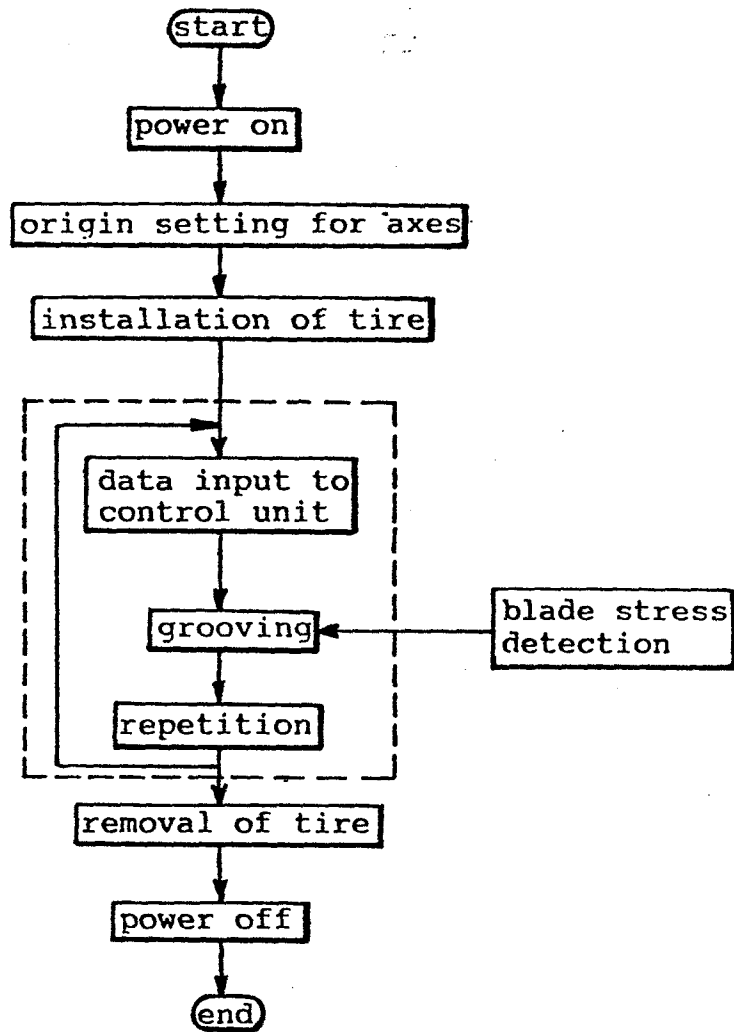 start
power on
origin setting for axes
installation of tire
data input to
control unit
grooving
blade stress
detection
repetition
removal of tire
power off
end